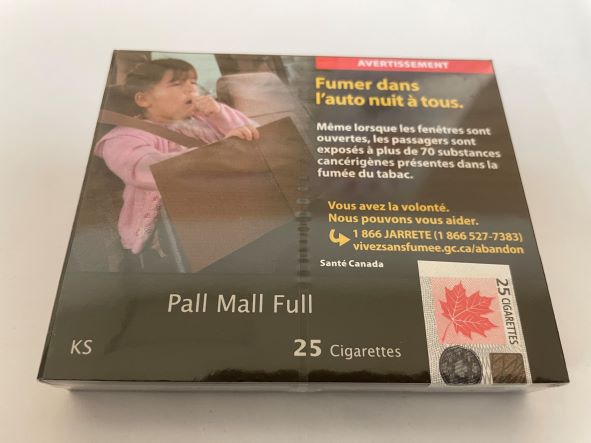 AVERTISSEMENT
Fumer dans
l'auto nuit à tous.
Même lorsque les fenêtres sont
ouvertes, les passagers sont
exposés à plus de 70 substances
cancérigènes présentes dans la
fumée du tabac.
Vous avez la volonté.
Nous pouvons vous aider.
1 866 JARRETE (1 866 527-7383)
vivezsansfumee.gc.ca/abandon
Santé Canada
Pall Mall Full
KS
25 Cigarettes
25 CIGARETTES